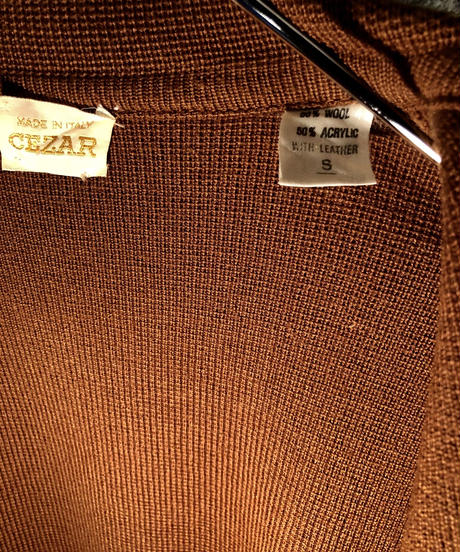 MADE IN ITALY
CEZAR
50% WOOL
50% ACRYLIC
WITH LEATHER
S